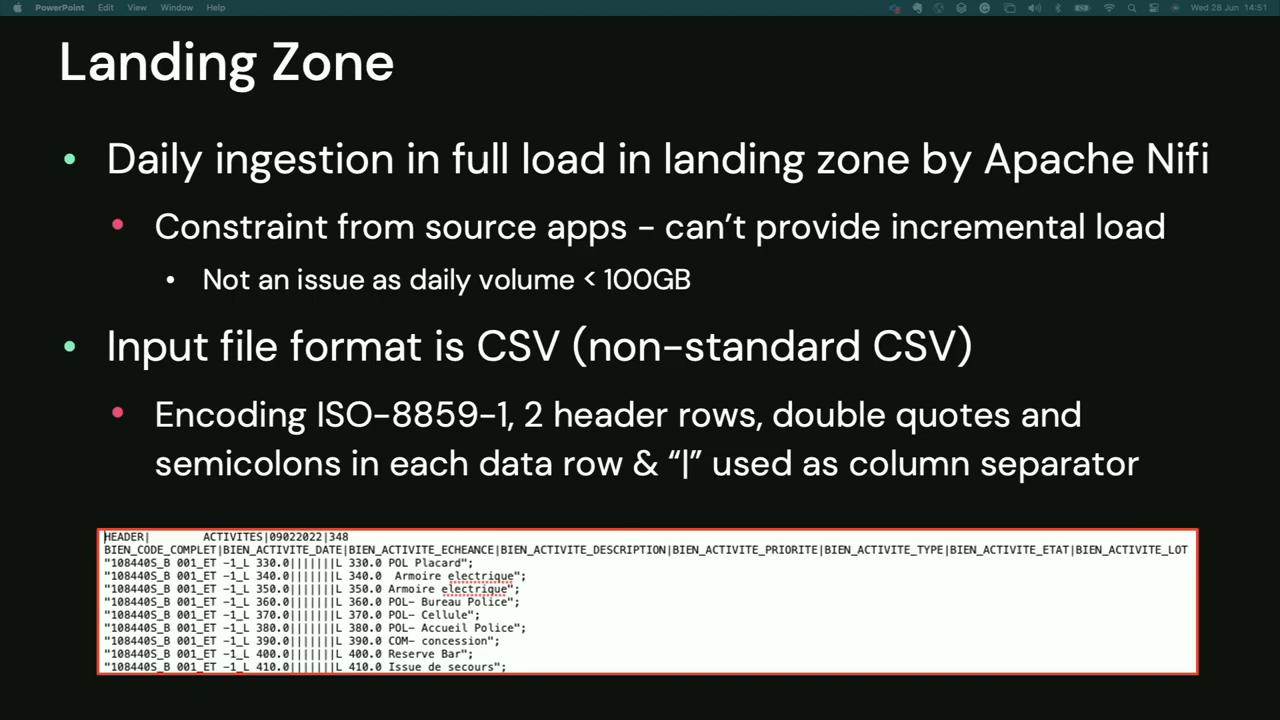 PowerPoint File Edit View Window Help Wed 28 Jun 14:51
Landing Zone
• Daily ingestion in full load in landing zone by Apache Nifi
• Constraint from source apps – can’t provide incremental load
• Not an issue as daily volume < 100GB
• Input file format is CSV (non-standard CSV)
• Encoding ISO-8859-1, 2 header rows, double quotes and
semicolons in each data row & “|” used as column separator
HEADER|       ACTIVITES|09022022|348
BIEN_CODE_COMPLET|BIEN_ACTIVITE_DATE|BIEN_ACTIVITE_ECHEANCE|BIEN_ACTIVITE_DESCRIPTION|BIEN_ACTIVITE_PRIORITE|BIEN_ACTIVITE_TYPE|BIEN_ACTIVITE_ETAT|BIEN_ACTIVITE_LOT
"108440S_B 001_ET -1_L 330.0|||||||L 330.0 POL Placard";
"108440S_B 001_ET -1_L 340.0|||||||L 340.0  Armoire electrique";
"108440S_B 001_ET -1_L 350.0|||||||L 350.0 Armoire electrique";
"108440S_B 001_ET -1_L 360.0|||||||L 360.0 POL- Bureau Police";
"108440S_B 001_ET -1_L 370.0|||||||L 370.0 POL- Cellule";
"108440S_B 001_ET -1_L 380.0|||||||L 380.0 POL- Accueil Police";
"108440S_B 001_ET -1_L 390.0|||||||L 390.0 COM- concession";
"108440S_B 001_ET -1_L 400.0|||||||L 400.0 Reserve Bar";
"108440S_B 001_ET -1_L 410.0|||||||L 410.0 Issue de secours";